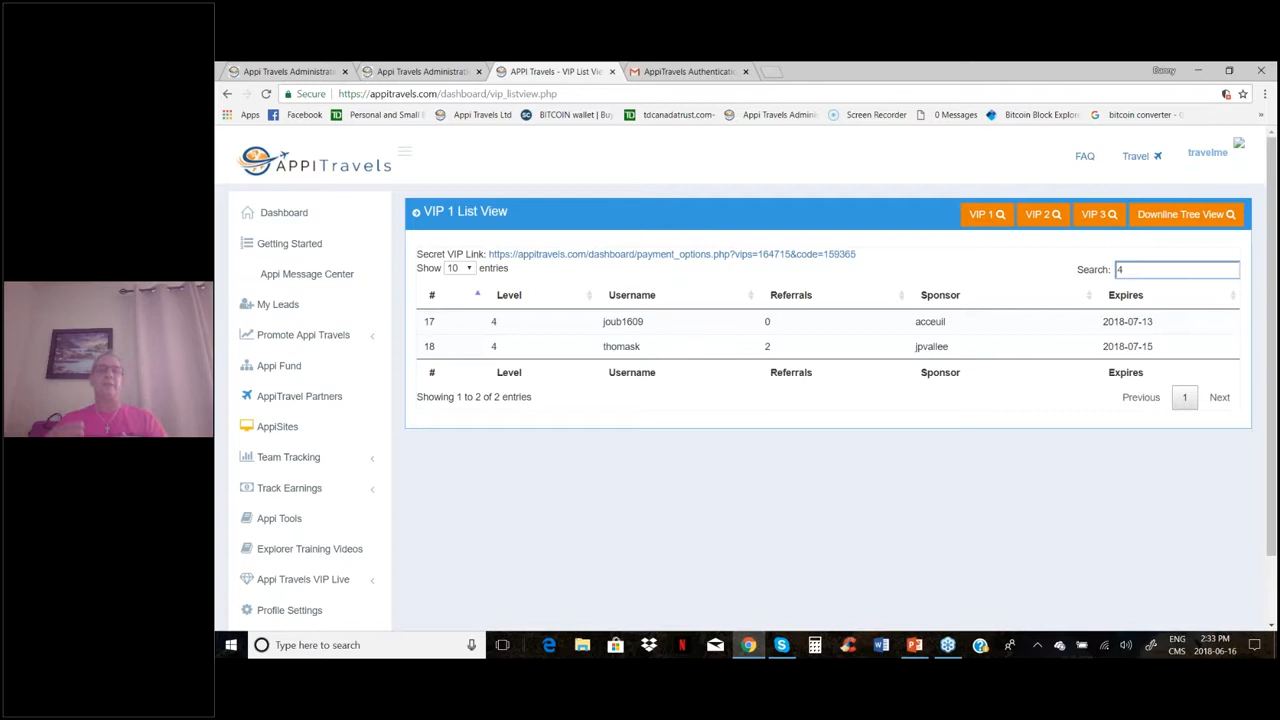 Appi Travels Administrati
Appi Travels Administrati
APPI Travels - VIP List Vie
AppiTravels Authenticati
Danny
Secure
https://appitravels.com/dashboard/vip_listview.php
Apps
Facebook
Personal and Small B
Appi Travels Ltd
BITCOIN wallet | Buy
tdcanadatrust.com-
Appi Travels Admini
Screen Recorder
0 Messages
Bitcoin Block Explore
bitcoin converter - G
APPITravels
FAQ
Travel
travelme
Dashboard
Getting Started
Appi Message Center
My Leads
Promote Appi Travels
Appi Fund
AppiTravel Partners
AppiSites
Team Tracking
Track Earnings
Appi Tools
Explorer Training Videos
Appi Travels VIP Live
Profile Settings
VIP 1 List View
VIP 1
VIP 2
VIP 3
Downline Tree View
Secret VIP Link: https://appitravels.com/dashboard/payment_options.php?vips=164715&code=159365
Show 10 entries
Search: 4
# Level Username Referrals Sponsor Expires
17 4 joub1609 0 acceuil 2018-07-13
18 4 thomask 2 jpvallee 2018-07-15
# Level Username Referrals Sponsor Expires
Showing 1 to 2 of 2 entries
Previous 1 Next
Type here to search
ENG
CMS
2:33 PM
2018-06-16